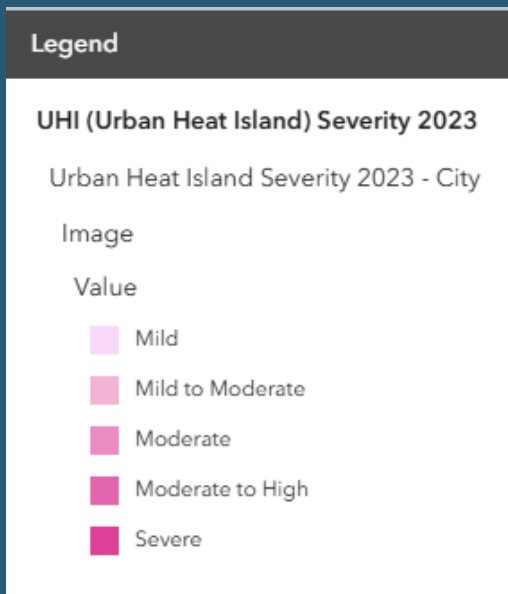 Legend
UHI (Urban Heat Island) Severity 2023
Urban Heat Island Severity 2023 - City
Image
Value
Mild
Mild to Moderate
Moderate
Moderate to High
Severe